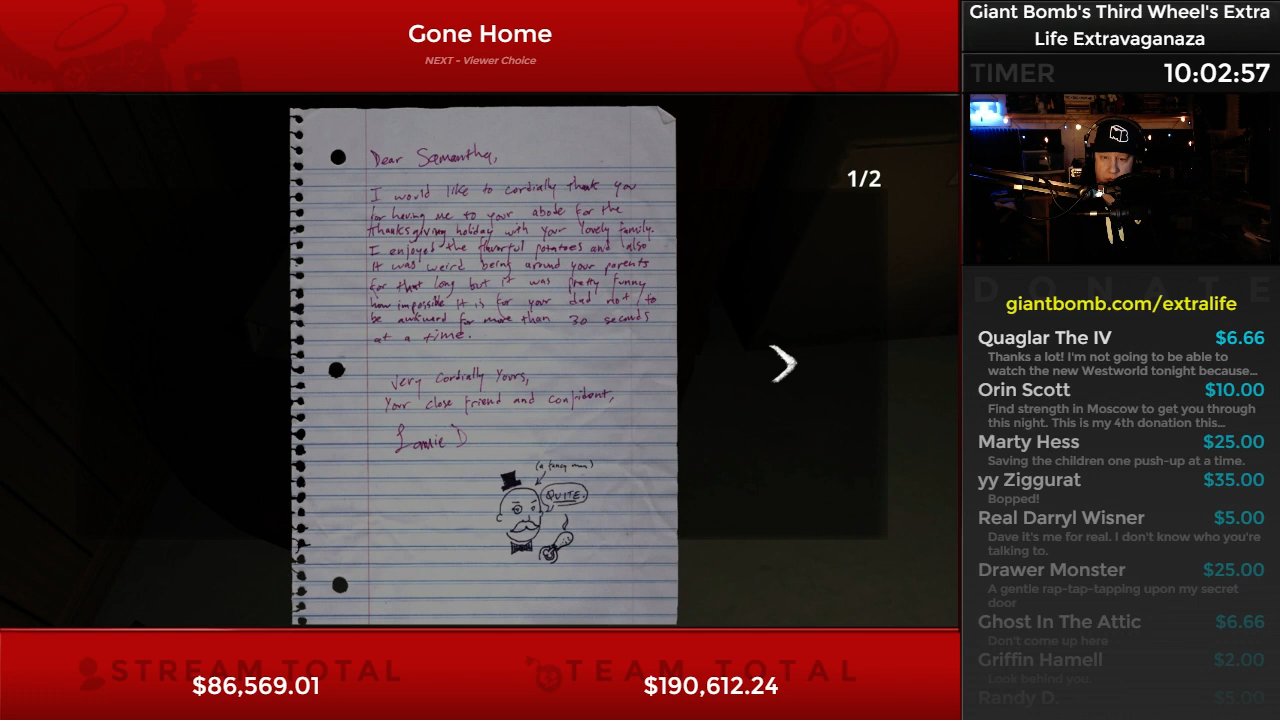 Gone Home
NEXT - Viewer Choice
Dear Samantha,
I would like to cordially thank you
for having me to your abode for the
thanksgiving holiday with your lovely family.
I enjoyed the flavorful potatoes and also
it was weird being around your parents
for that long but it was pretty funny
how impossible it is for your dad not to
be awkward for more than 30 seconds
at a time.
Very Cordially Yours,
Your close friend and confident,
Lonnie D
(a fancy man)
QUITE.
1/2
STREAM TOTAL
$86,569.01
TEAM TOTAL
$190,612.24
Giant Bomb's Third Wheel's Extra
Life Extravaganaza
TIMER
10:02:57
DONATE
giantbomb.com/extralife
Quaglar The IV $6.66
Thanks a lot! I'm not going to be able to
watch the new Westworld tonight because...
Orin Scott $10.00
Find strength in Moscow to get you through
this night. This is my 4th donation this...
Marty Hess $25.00
Saving the children one push-up at a time.
yy Ziggurat $35.00
Bopped!
Real Darryl Wisner $5.00
Dave it's me for real. I don't know who you're
talking to.
Drawer Monster $25.00
A gentle rap-tap-tapping upon my secret
door
Ghost In The Attic $6.66
Don't come up here
Griffin Hamell $2.00
Look behind you.
Randy D. $5.00